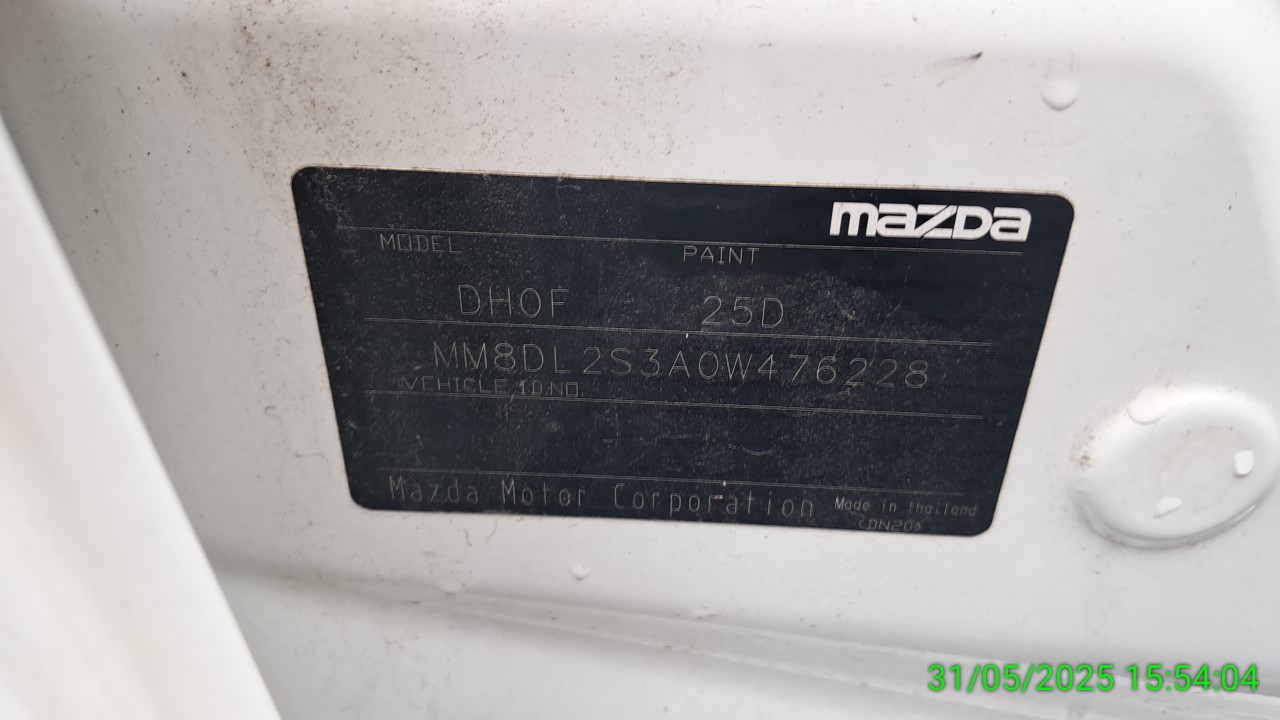 mazda
MODEL PAINT
DH0F 25D
MM8DL2S3A0W476228
VEHICLE ID.NO.
Mazda Motor Corporation Made in thailand
(DN20)
31/05/2025 15:54:04